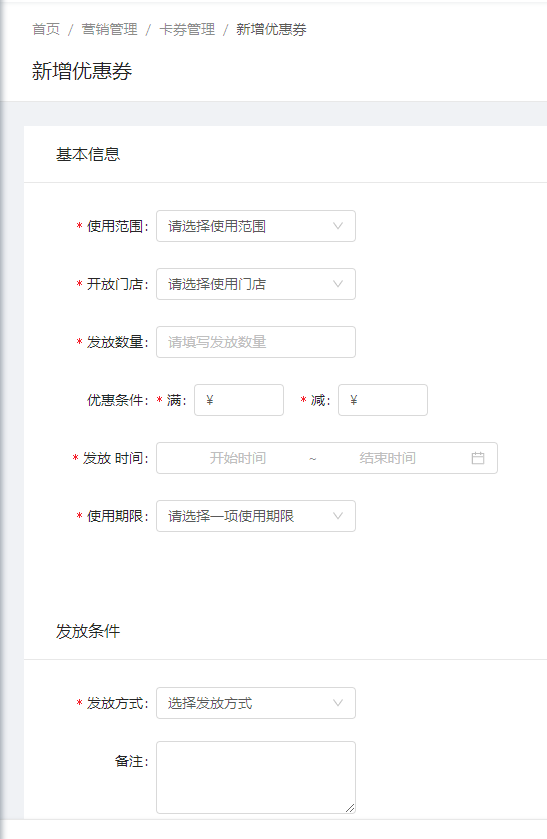 首页 / 营销管理 / 卡券管理 / 新增优惠券
新增优惠券
基本信息
* 使用范围: 请选择使用范围
* 开放门店: 请选择使用门店
* 发放数量: 请填写发放数量
优惠条件: * 满: ¥ * 减: ¥
* 发放 时间: 开始时间 ~ 结束时间
* 使用期限: 请选择一项使用期限
发放条件
* 发放方式: 选择发放方式
备注: